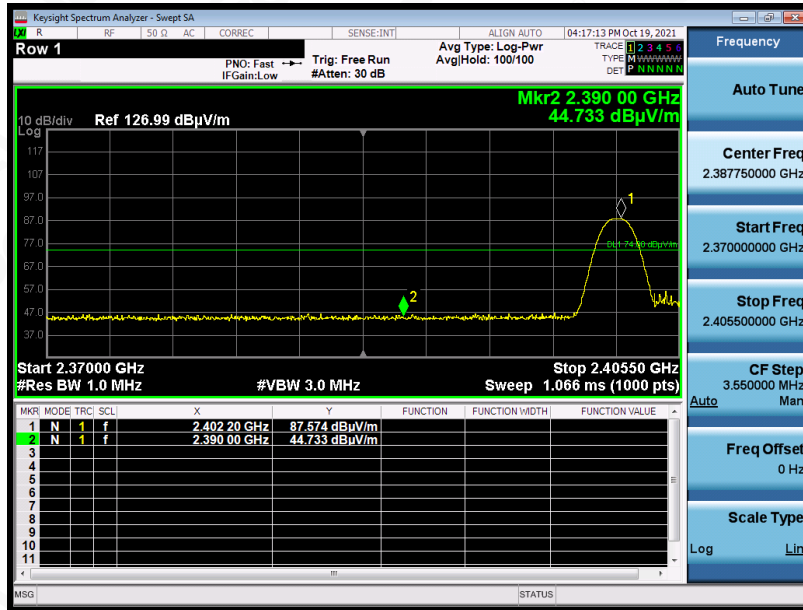 Keysight Spectrum Analyzer - Swept SA
LXI R RF 50 Ω AC CORREC SENSE:INT ALIGN AUTO 04:17:13 PM Oct 19, 2021
Row 1
PNO: Fast
IFGain:Low
Trig: Free Run
#Atten: 30 dB
Avg Type: Log-Pwr
Avg|Hold: 100/100
TRACE 1 2 3 4 5 6
TYPE M WWWWW
DET P N N N N N
Mkr2 2.390 00 GHz
44.733 dBµV/m
10 dB/div Ref 126.99 dBµV/m
Log
117
107
97.0
87.0
77.0
67.0
57.0
47.0
37.0
1
DL1 74.00 dBµV/m
2
Start 2.37000 GHz Stop 2.40550 GHz
#Res BW 1.0 MHz #VBW 3.0 MHz Sweep 1.066 ms (1000 pts)
MKR MODE TRC SCL X Y FUNCTION FUNCTION WIDTH FUNCTION VALUE
1 N 1 f 2.402 20 GHz 87.574 dBµV/m
2 N 1 f 2.390 00 GHz 44.733 dBµV/m
3
4
5
6
7
8
9
10
11
MSG STATUS
Frequency
Auto Tune
Center Freq
2.387750000 GHz
Start Freq
2.370000000 GHz
Stop Freq
2.405500000 GHz
CF Step
3.550000 MHz
Auto Man
Freq Offset
0 Hz
Scale Type
Log Lin